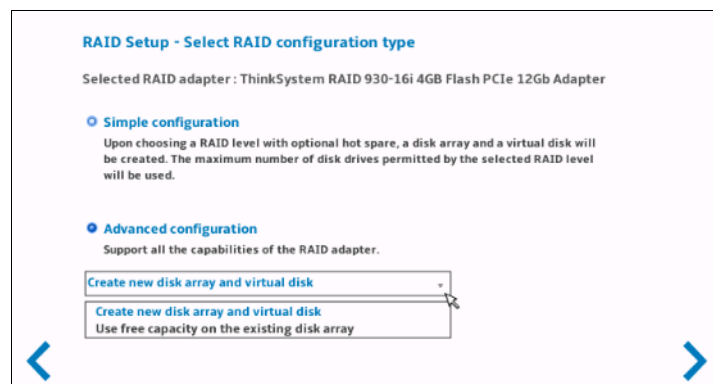 RAID Setup - Select RAID configuration type
Selected RAID adapter : ThinkSystem RAID 930-16i 4GB Flash PCIe 12Gb Adapter
Simple configuration
Upon choosing a RAID level with optional hot spare, a disk array and a virtual disk will
be created. The maximum number of disk drives permitted by the selected RAID level
will be used.
Advanced configuration
Support all the capabilities of the RAID adapter.
Create new disk array and virtual disk
Create new disk array and virtual disk
Use free capacity on the existing disk array